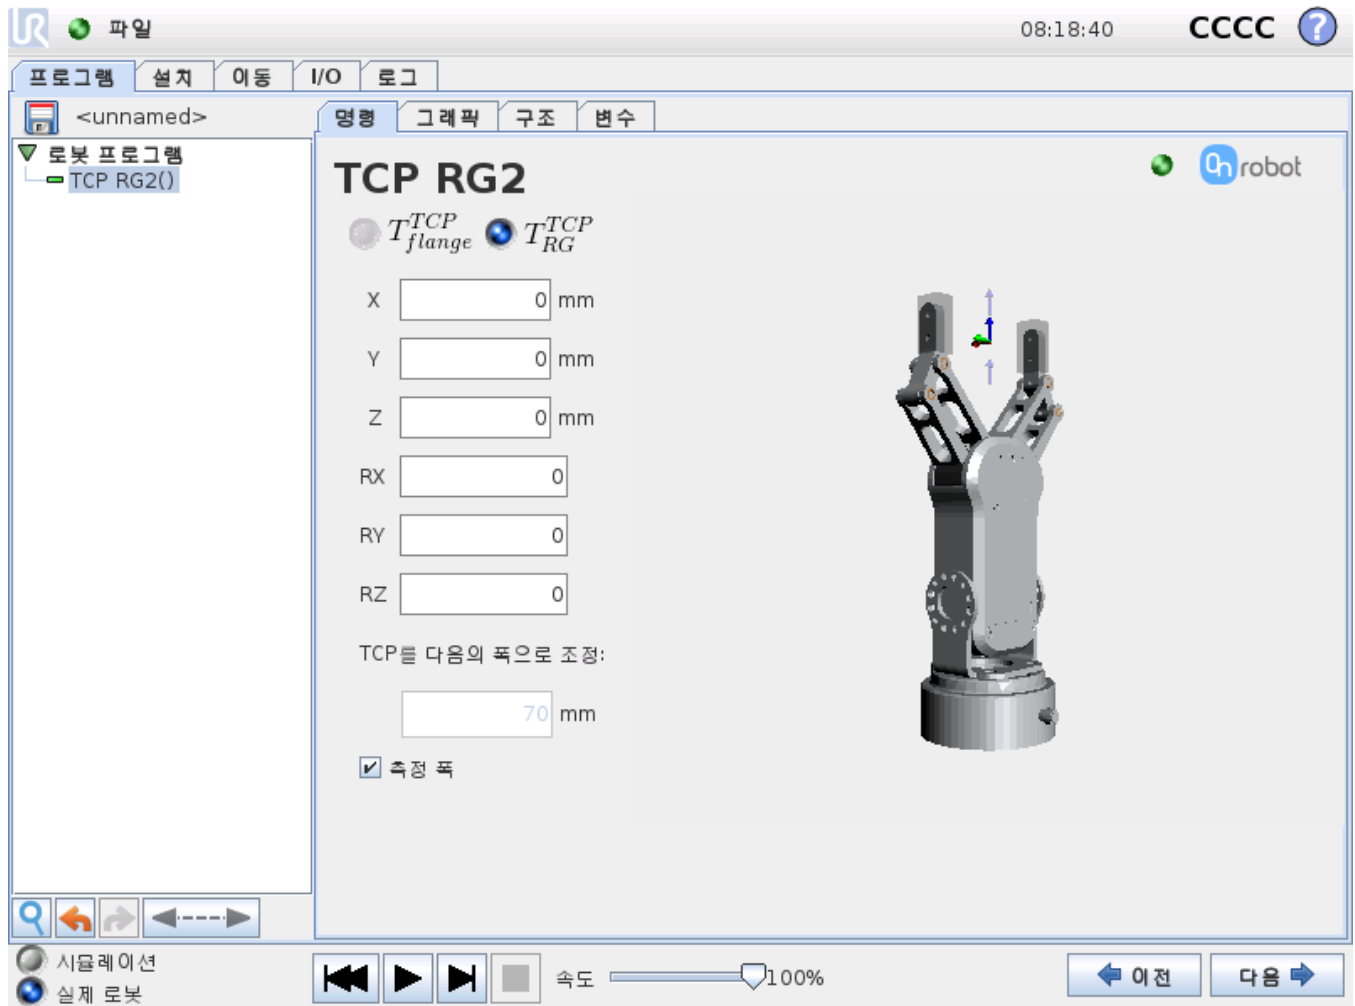 UR 파일 08:18:40 CCCC ?
프로그램 설치 이동 I/O 로그
<unnamed>
명령 그래픽 구조 변수
로봇 프로그램
TCP RG2()
TCP RG2
On robot
T TCP flange T TCP RG
X 0 mm
Y 0 mm
Z 0 mm
RX 0
RY 0
RZ 0
TCP를 다음의 폭으로 조정:
70 mm
측정 폭
시뮬레이션
실제 로봇
속도 100%
이전 다음